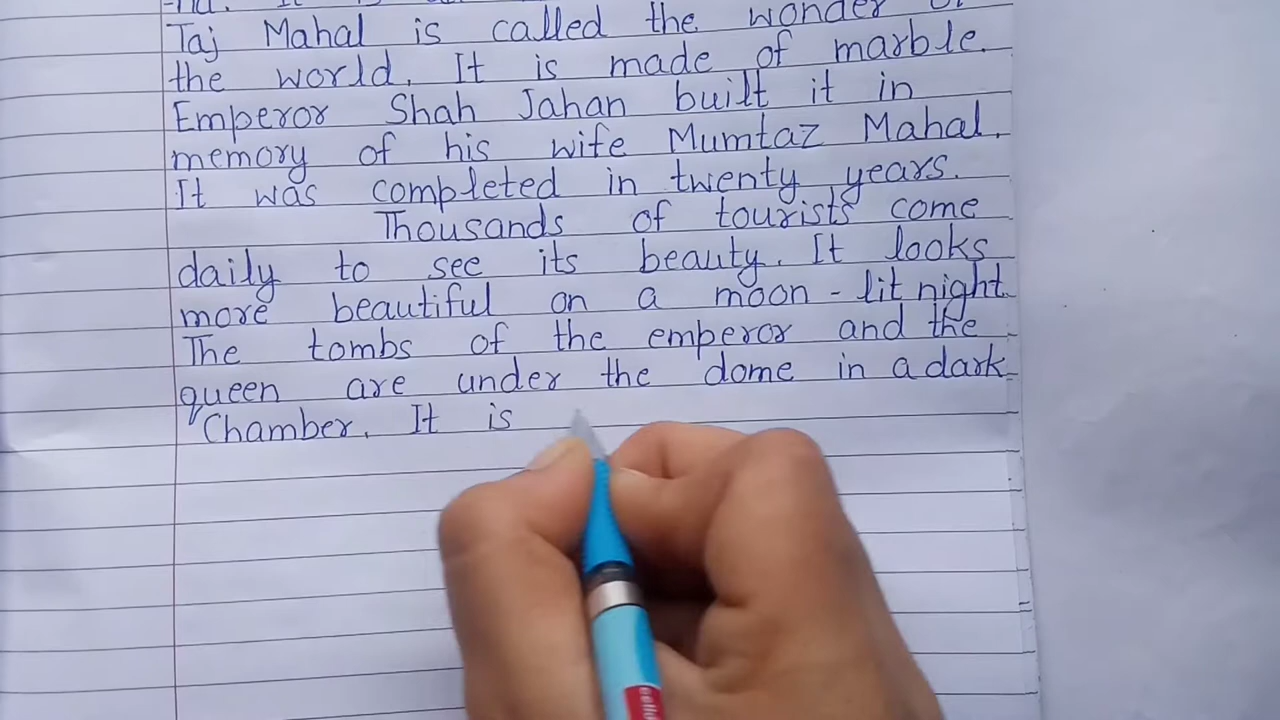 Taj Mahal is called the wonder of
the world. It is made of marble.
Emperor Shah Jahan built it in
memory of his wife Mumtaz Mahal.
It was completed in twenty years.
Thousands of tourists come
daily to see its beauty. It looks
more beautiful on a moon-lit night.
The tombs of the emperor and the
queen are under the dome in a dark
Chamber. It is